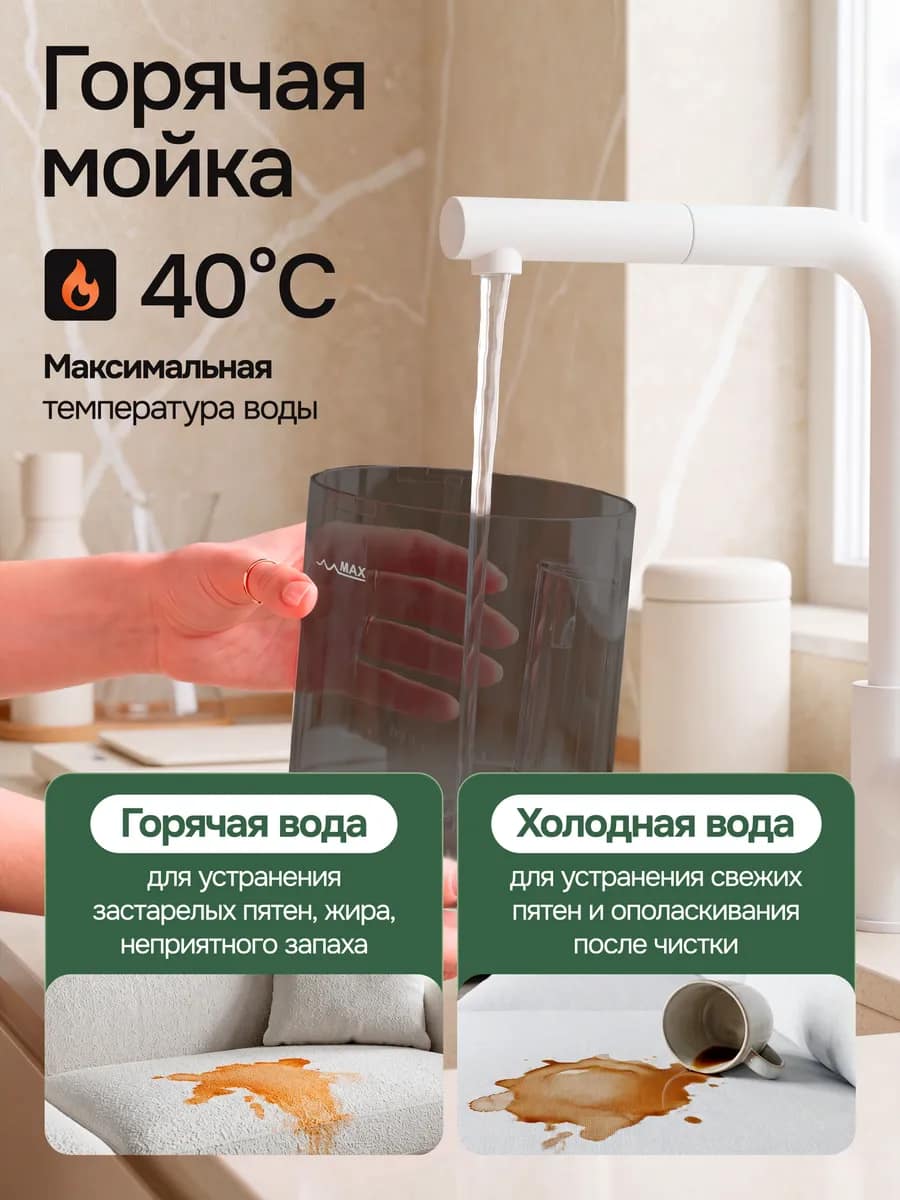 Горячая
мойка
40°C
Максимальная
температура воды
MAX
Горячая вода
для устранения
застарелых пятен, жира,
неприятного запаха
Холодная вода
для устранения свежих
пятен и ополаскивания
после чистки